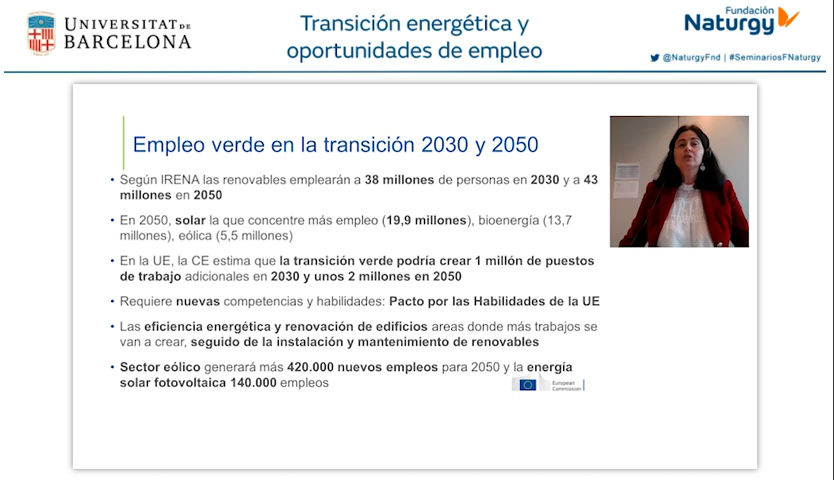 UNIVERSITAT DE
BARCELONA
Transición energética y
oportunidades de empleo
Fundación
Naturgy
@NaturgyFnd | #SeminariosFNaturgy
Empleo verde en la transición 2030 y 2050
• Según IRENA las renovables emplearán a 38 millones de personas en 2030 y a 43
millones en 2050
• En 2050, solar la que concentre más empleo (19,9 millones), bioenergía (13,7
millones), eólica (5,5 millones)
• En la UE, la CE estima que la transición verde podría crear 1 millón de puestos
de trabajo adicionales en 2030 y unos 2 millones en 2050
• Requiere nuevas competencias y habilidades: Pacto por las Habilidades de la UE
• Las eficiencia energética y renovación de edificios areas donde más trabajos se
van a crear, seguido de la instalación y mantenimiento de renovables
• Sector eólico generará más 420.000 nuevos empleos para 2050 y la energía
solar fotovoltaica 140.000 empleos
European
Commission